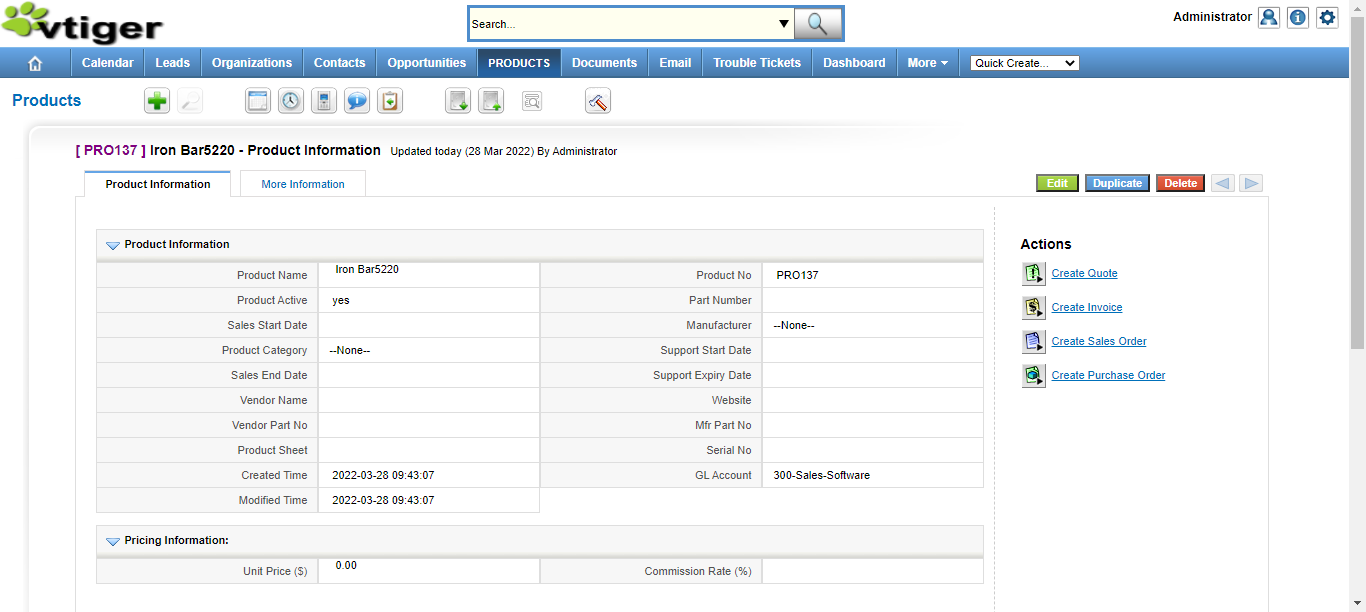 vtiger
Search...
Administrator
Calendar Leads Organizations Contacts Opportunities PRODUCTS Documents Email Trouble Tickets Dashboard More Quick Create...
Products
[ PRO137 ] Iron Bar5220 - Product Information Updated today (28 Mar 2022) By Administrator
Product Information More Information Edit Duplicate Delete
Product Information
Product Name Iron Bar5220 Product No PRO137
Product Active yes Part Number
Sales Start Date Manufacturer --None--
Product Category --None-- Support Start Date
Sales End Date Support Expiry Date
Vendor Name Website
Vendor Part No Mfr Part No
Product Sheet Serial No
Created Time 2022-03-28 09:43:07 GL Account 300-Sales-Software
Modified Time 2022-03-28 09:43:07
Pricing Information:
Unit Price ($) 0.00 Commission Rate (%)
Actions
Create Quote
Create Invoice
Create Sales Order
Create Purchase Order